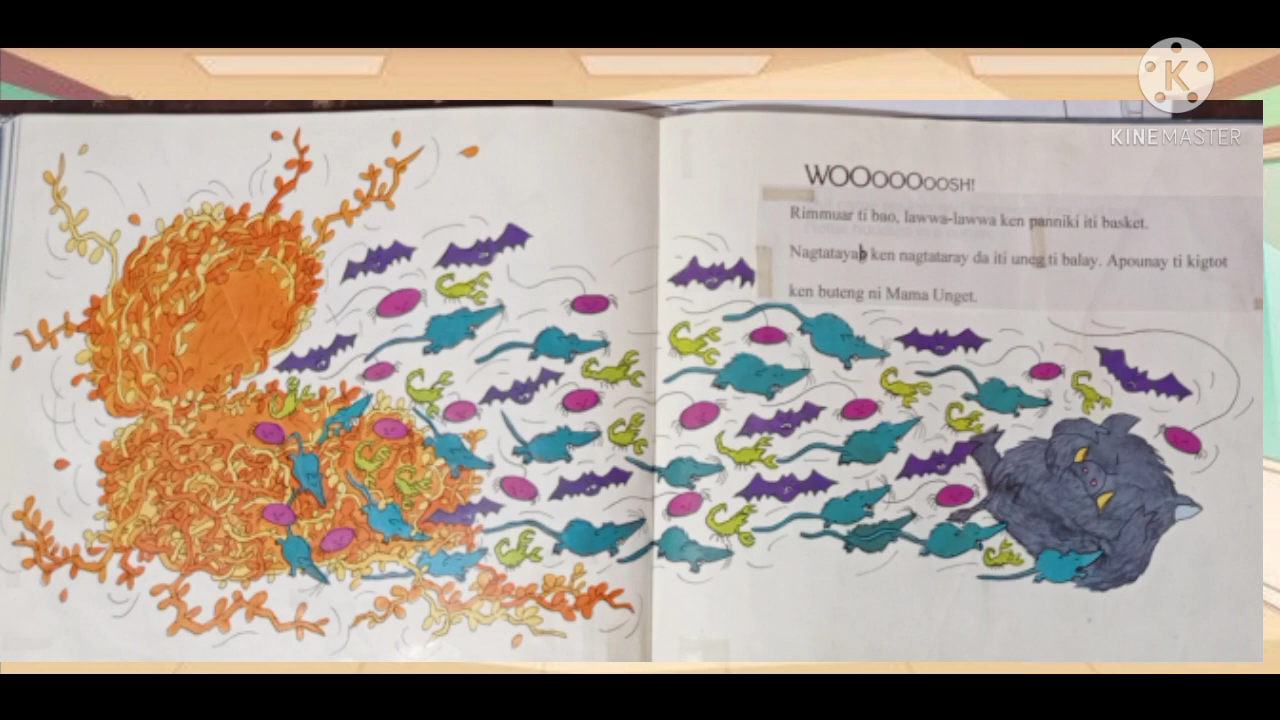 K
KINEMASTER
WOOOOOOOOSH!
Rimmuar ti bao, lawwa-lawwa ken panniki iti basket.
Nagtatayab ken nagtataray da iti uneg ti balay. Apounay ti kigtot
ken buteng ni Mama Unget.